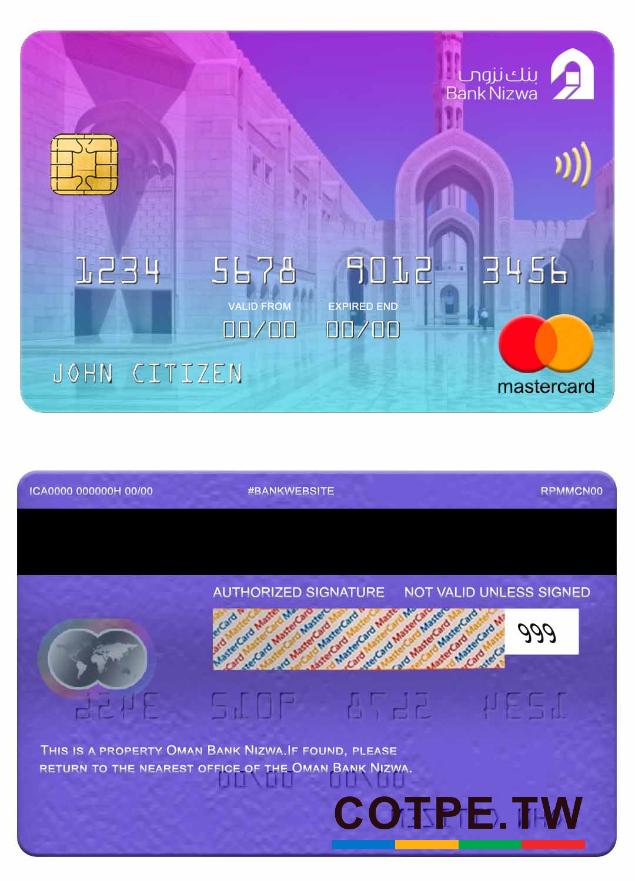 بنك نزوى
Bank Nizwa
1234 5678 9012 3456
VALID FROM EXPIRED END
00/00 00/00
JOHN CITIZEN
mastercard
ICA0000 000000H 00/00 #BANKWEBSITE RPMMCN00
AUTHORIZED SIGNATURE NOT VALID UNLESS SIGNED
MasterCard MasterCard MasterCard
999
THIS IS A PROPERTY OMAN BANK NIZWA.IF FOUND, PLEASE
RETURN TO THE NEAREST OFFICE OF THE OMAN BANK NIZWA.
COTPE.TW